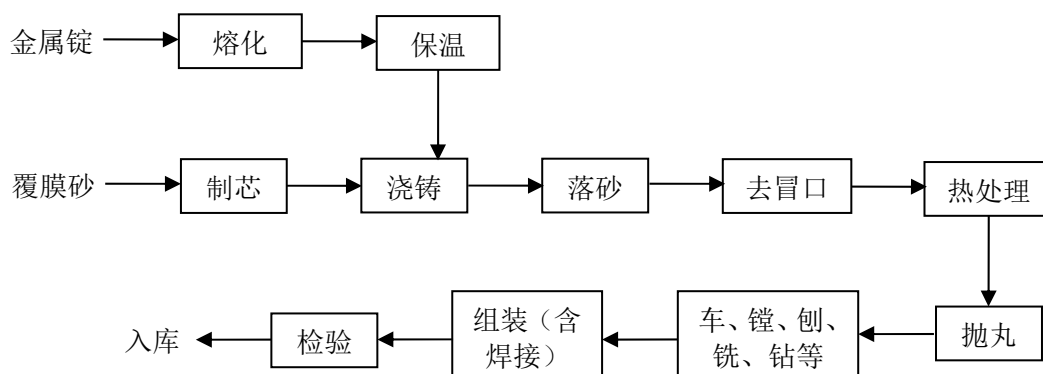 金属锭
熔化
保温
覆膜砂
制芯
浇铸
落砂
去冒口
热处理
入库
检验
组装（含
焊接）
车、镗、刨、
铣、钻等
抛丸